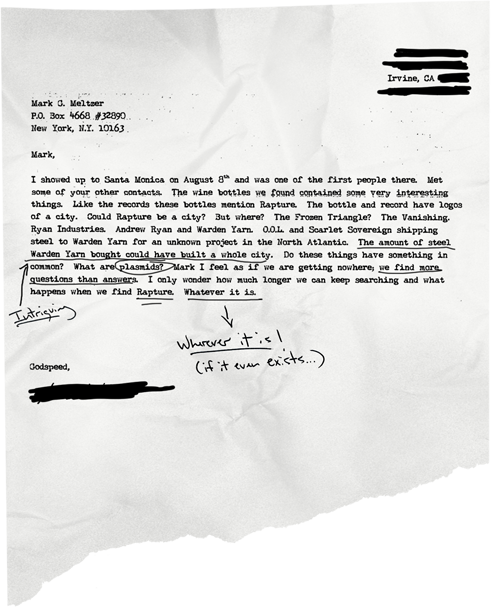 Irvine, CA
Mark G. Meltzer
P.O. Box 4668 #32890
New York, N.Y. 10163
Mark,
I showed up to Santa Monica on August 8th and was one of the first people there. Met
some of your other contacts. The wine bottles we found contained some very interesting
things. Like the records these bottles mention Rapture. The bottle and record have logos
of a city. Could Rapture be a city? But where? The Frozen Triangle? The Vanishing.
Ryan Industries. Andrew Ryan and Warden Yarn. O.O.L. and Scarlet Sovereign shipping
steel to Warden Yarn for an unknown project in the North Atlantic. The amount of steel
Warden Yarn bought could have built a whole city. Do these things have something in
common? What are plasmids? Mark I feel as if we are getting nowhere; we find more
questions than answers. I only wonder how much longer we can keep searching and what
happens when we find Rapture. Whatever it is.
Intriguing
Wherever it is!
(if it even exists...)
Godspeed,